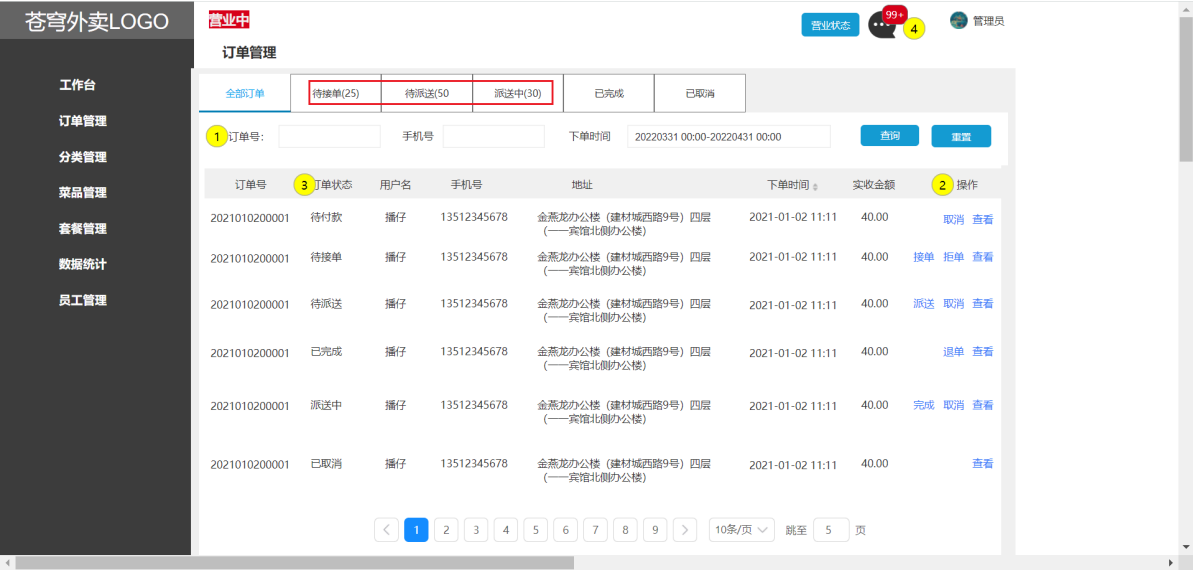 苍穹外卖LOGO
营业中
营业状态
99+
4
管理员
订单管理
工作台
订单管理
分类管理
菜品管理
套餐管理
数据统计
员工管理
全部订单 待接单(25) 待派送(50 派送中(30) 已完成 已取消
1 订单号： 手机号 下单时间 20220331 00:00-20220431 00:00 查询 重置
订单号 3 订单状态 用户名 手机号 地址 下单时间 实收金额 2 操作
2021010200001 待付款 播仔 13512345678 金燕龙办公楼（建材城西路9号）四层 2021-01-02 11:11 40.00 取消 查看
（一一宾馆北侧办公楼）
2021010200001 待接单 播仔 13512345678 金燕龙办公楼（建材城西路9号）四层 2021-01-02 11:11 40.00 接单 拒单 查看
（一一宾馆北侧办公楼）
2021010200001 待派送 播仔 13512345678 金燕龙办公楼（建材城西路9号）四层 2021-01-02 11:11 40.00 派送 取消 查看
（一一宾馆北侧办公楼）
2021010200001 已完成 播仔 13512345678 金燕龙办公楼（建材城西路9号）四层 2021-01-02 11:11 40.00 退单 查看
（一一宾馆北侧办公楼）
2021010200001 派送中 播仔 13512345678 金燕龙办公楼（建材城西路9号）四层 2021-01-02 11:11 40.00 完成 取消 查看
（一一宾馆北侧办公楼）
2021010200001 已取消 播仔 13512345678 金燕龙办公楼（建材城西路9号）四层 2021-01-02 11:11 40.00 查看
（一一宾馆北侧办公楼）
1 2 3 4 5 6 7 8 9 10条/页 跳至 5 页